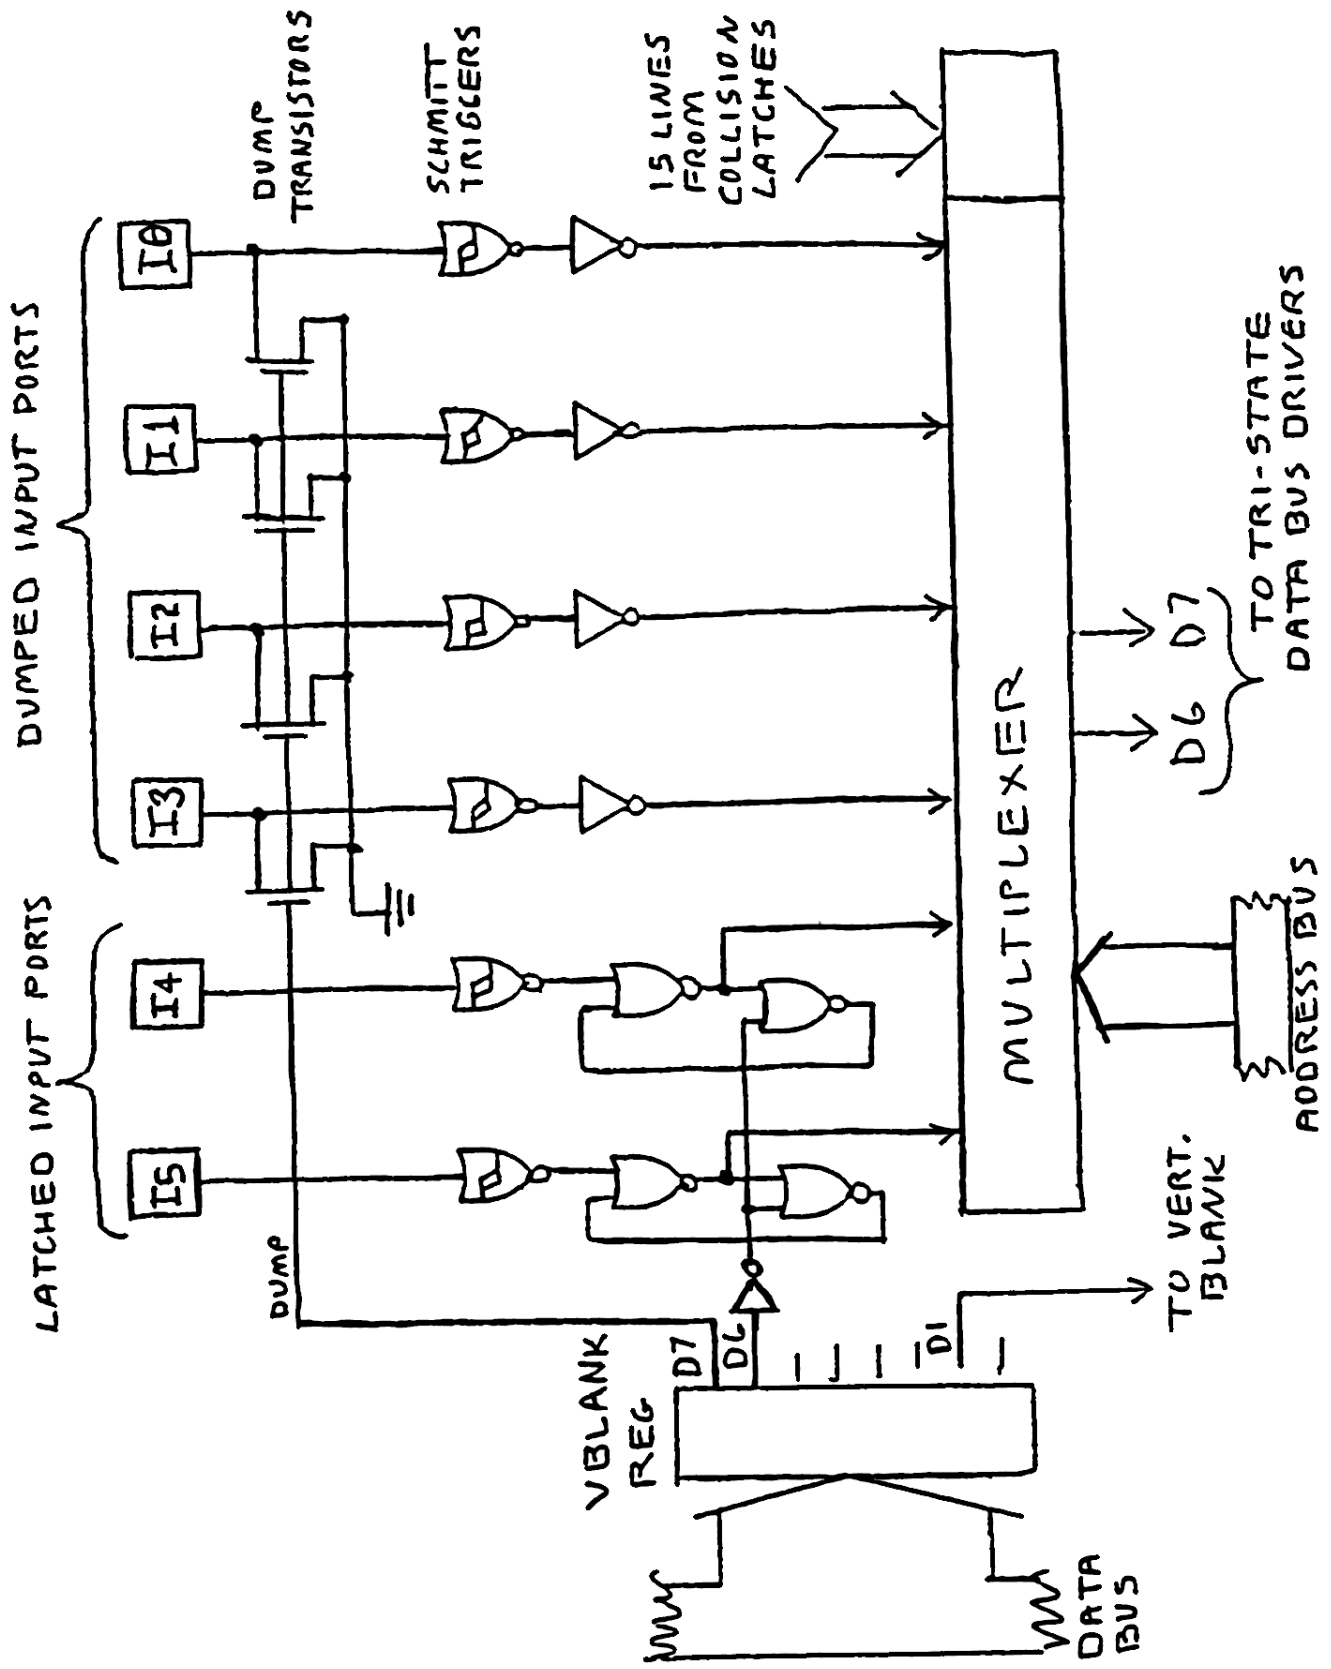 LATCHED INPUT PORTS
DUMPED INPUT PORTS
I5
I4
I3
I2
I1
I0
DUMP
DUMP
TRANSISTORS
SCHMITT
TRIGGERS
VBLANK
REG
D7
D6
D1
15 LINES
FROM
COLLISION
LATCHES
MULTIPLEXER
DATA
BUS
TO VERT.
BLANK
ADDRESS BUS
D6
D7
TO TRI-STATE
DATA BUS DRIVERS